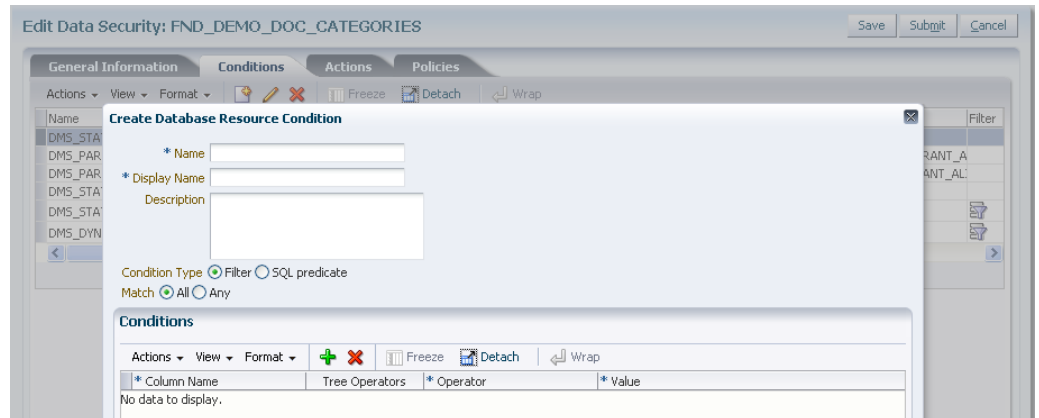 Edit Data Security: FND_DEMO_DOC_CATEGORIES
Save Submit Cancel
General Information Conditions Actions Policies
Actions View Format Freeze Detach Wrap
Name Filter
Create Database Resource Condition
DMS_STA
* Name
DMS_PAR RANT_A
* Display Name
DMS_PAR ANT_AL
DMS_STA
Description
DMS_STA
DMS_DYN
Condition Type Filter SQL predicate
Match All Any
Conditions
Actions View Format Freeze Detach Wrap
* Column Name Tree Operators * Operator * Value
No data to display.